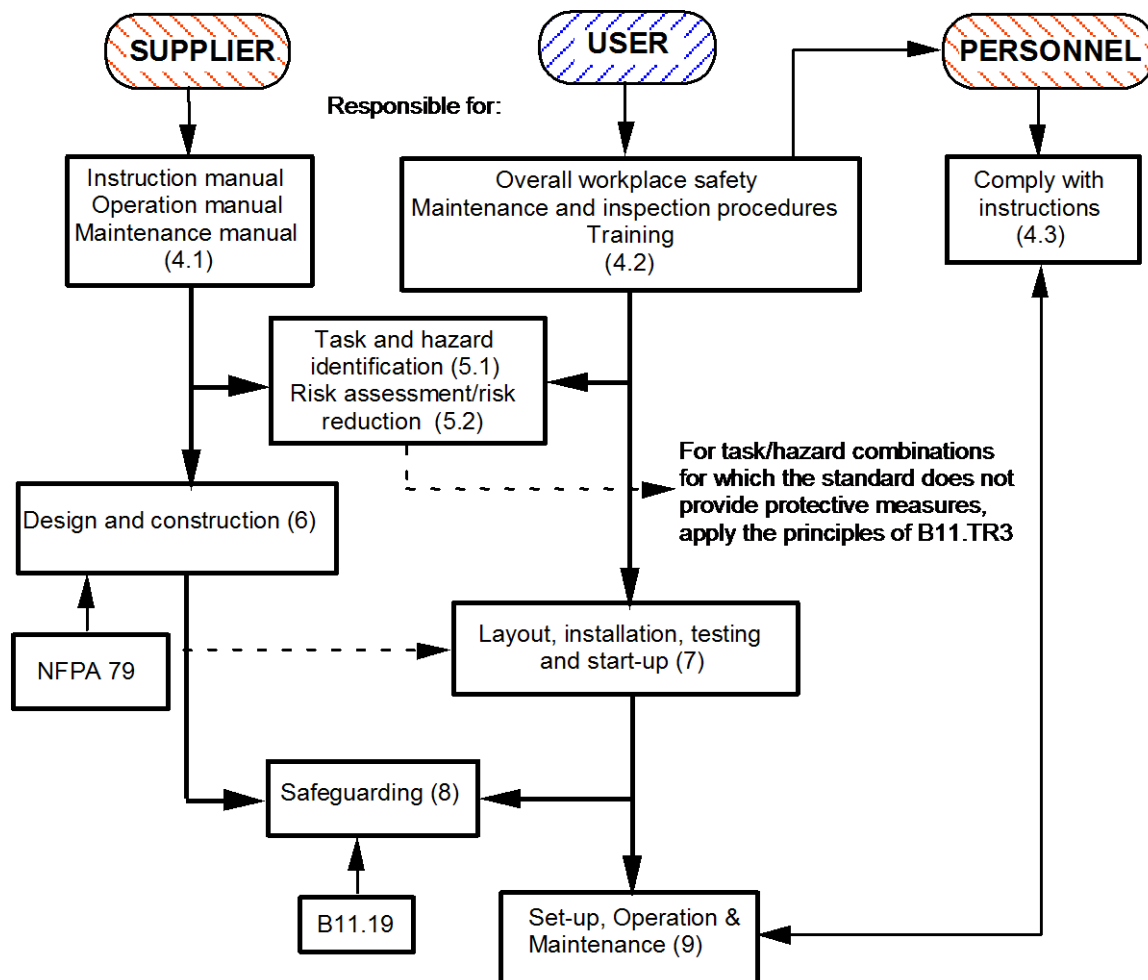 SUPPLIER
USER
PERSONNEL
Responsible for:
Instruction manual
Operation manual
Maintenance manual
(4.1)
Overall workplace safety
Maintenance and inspection procedures
Training
(4.2)
Comply with
instructions
(4.3)
Task and hazard
identification (5.1)
Risk assessment/risk
reduction (5.2)
For task/hazard combinations
for which the standard does not
provide protective measures,
apply the principles of B11.TR3
Design and construction (6)
NFPA 79
Layout, installation, testing
and start-up (7)
Safeguarding (8)
B11.19
Set-up, Operation &
Maintenance (9)